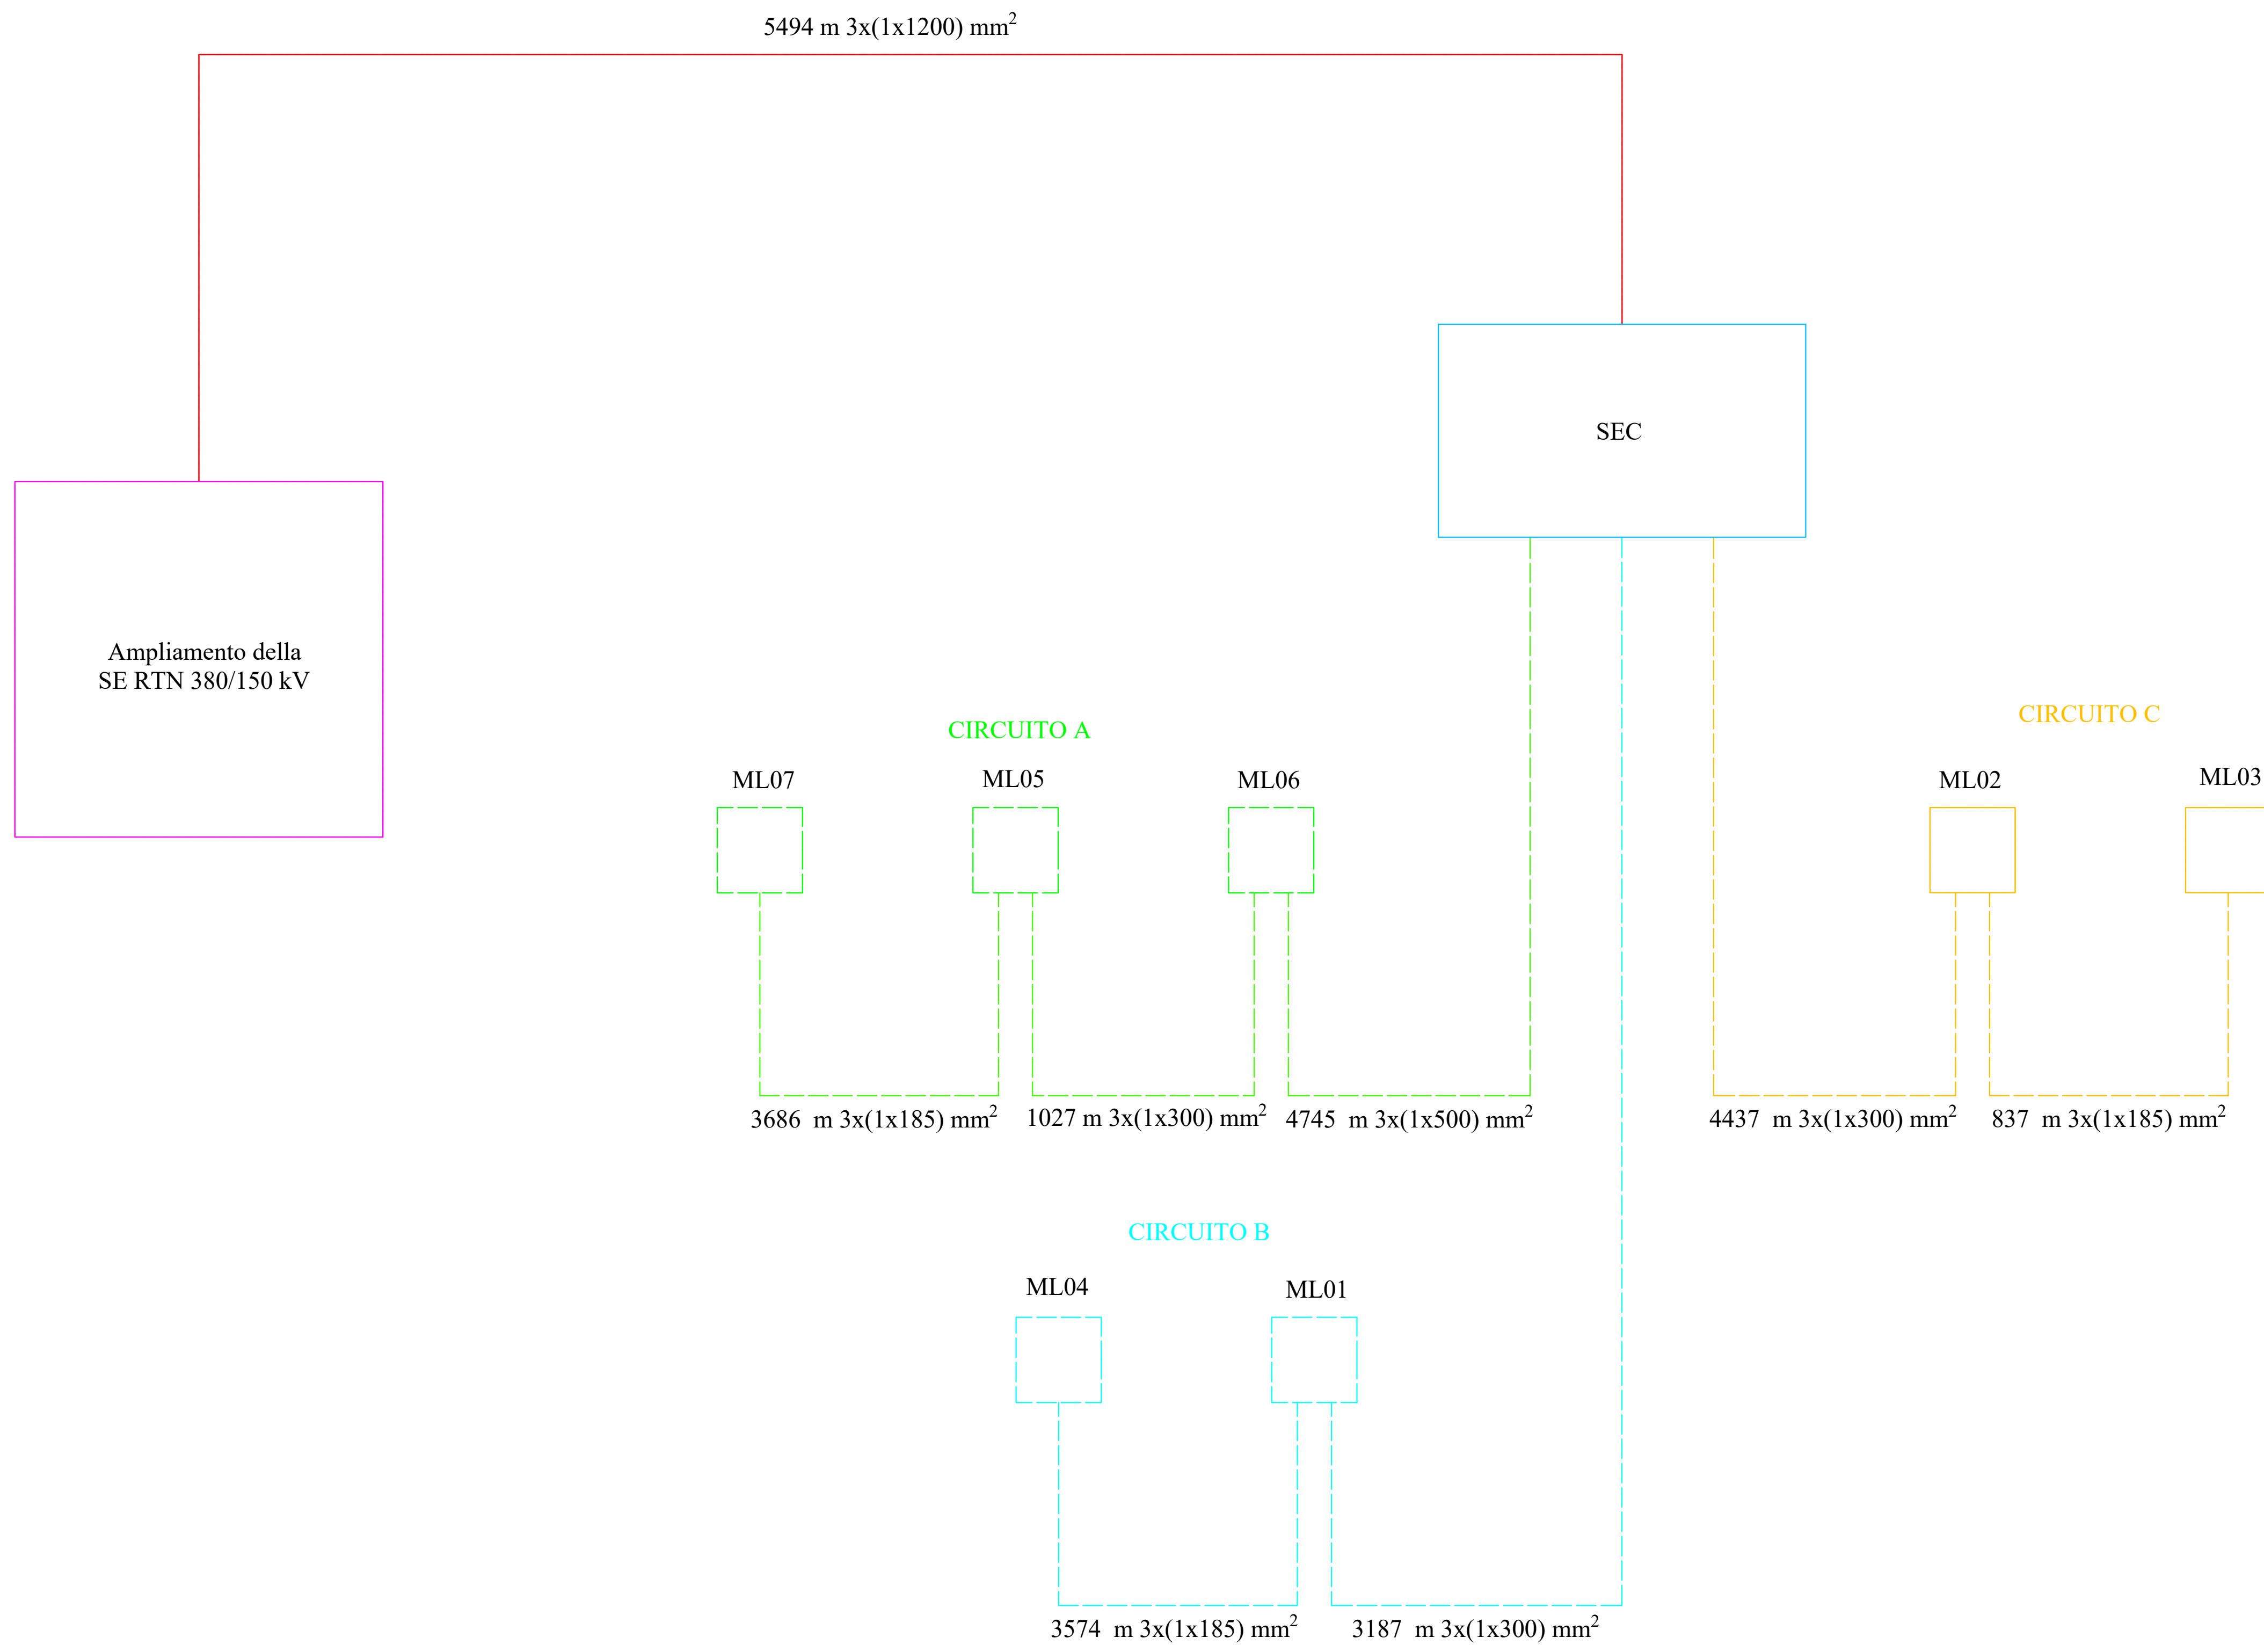 5494 m 3x(1x1200) mm²
SEC
Ampliamento della
SE RTN 380/150 kV
CIRCUITO A
CIRCUITO C
ML07
ML05
ML06
ML02
ML03
3686 m 3x(1x185) mm²
1027 m 3x(1x300) mm²
4745 m 3x(1x500) mm²
4437 m 3x(1x300) mm²
837 m 3x(1x185) mm²
CIRCUITO B
ML04
ML01
3574 m 3x(1x185) mm²
3187 m 3x(1x300) mm²